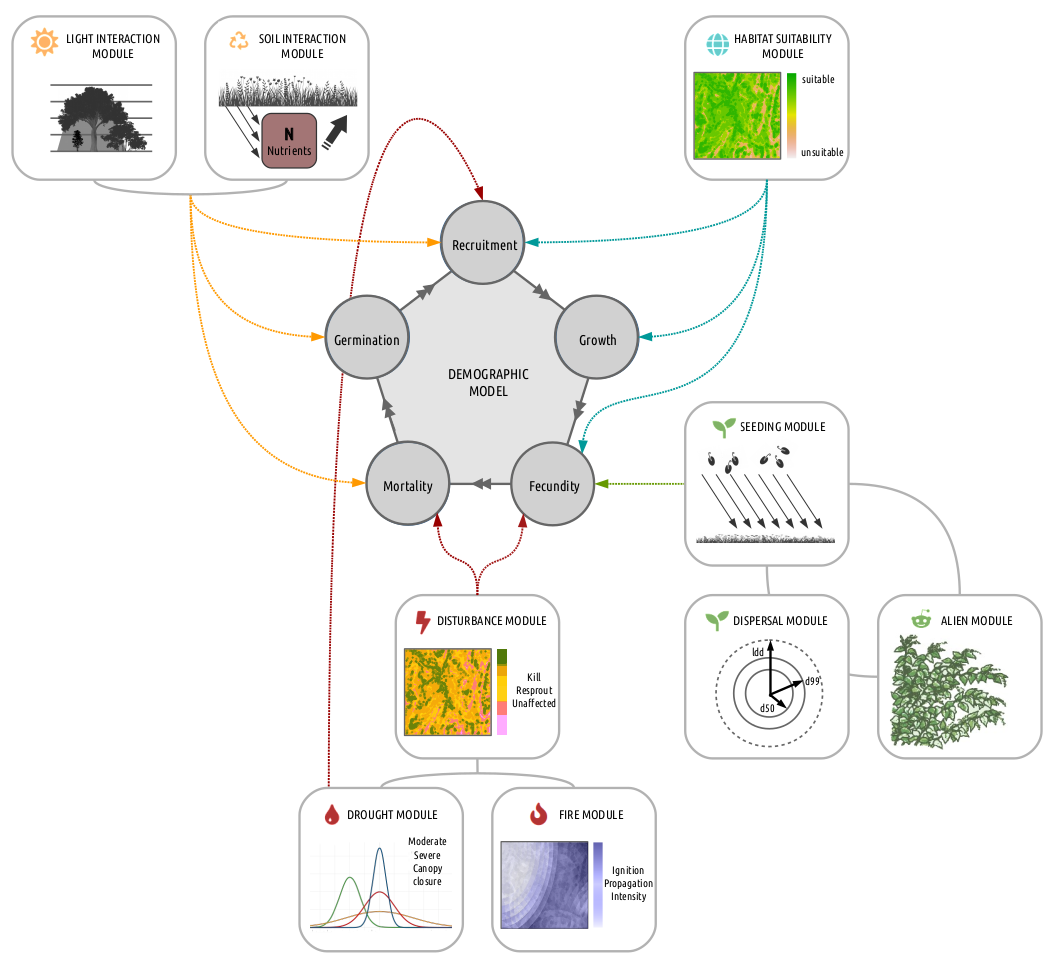 LIGHT INTERACTION
MODULE
SOIL INTERACTION
MODULE
N
Nutrients
HABITAT SUITABILITY
MODULE
suitable
unsuitable
Recruitment
Germination
Growth
DEMOGRAPHIC
MODEL
Mortality
Fecundity
SEEDING MODULE
DISTURBANCE MODULE
Kill
Resprout
Unaffected
DISPERSAL MODULE
ldd
d99
d50
ALIEN MODULE
DROUGHT MODULE
Moderate
Severe
Canopy
closure
FIRE MODULE
Ignition
Propagation
Intensity